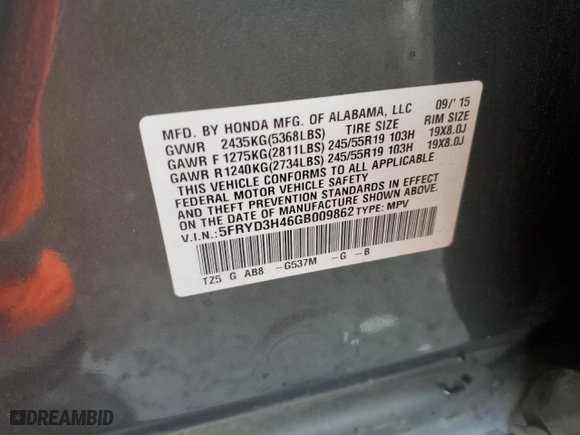 MFD. BY HONDA MFG. OF ALABAMA, LLC 09/'15
GVWR 2435KG(5368LBS) TIRE SIZE RIM SIZE
GAWR F 1275KG(2811LBS) 245/55R19 103H 19X8.0J
GAWR R 1240KG(2734LBS) 245/55R19 103H 19X8.0J
THIS VEHICLE CONFORMS TO ALL APPLICABLE
FEDERAL MOTOR VEHICLE SAFETY
AND THEFT PREVENTION STANDARDS IN EFFECT
ON THE DATE OF MANUFACTURE SHOWN ABOVE.
V.I.N.:5FRYD3H46GB009862 TYPE: MPV
TZ5 G AB8 -G537M -G -B
DREAMBID